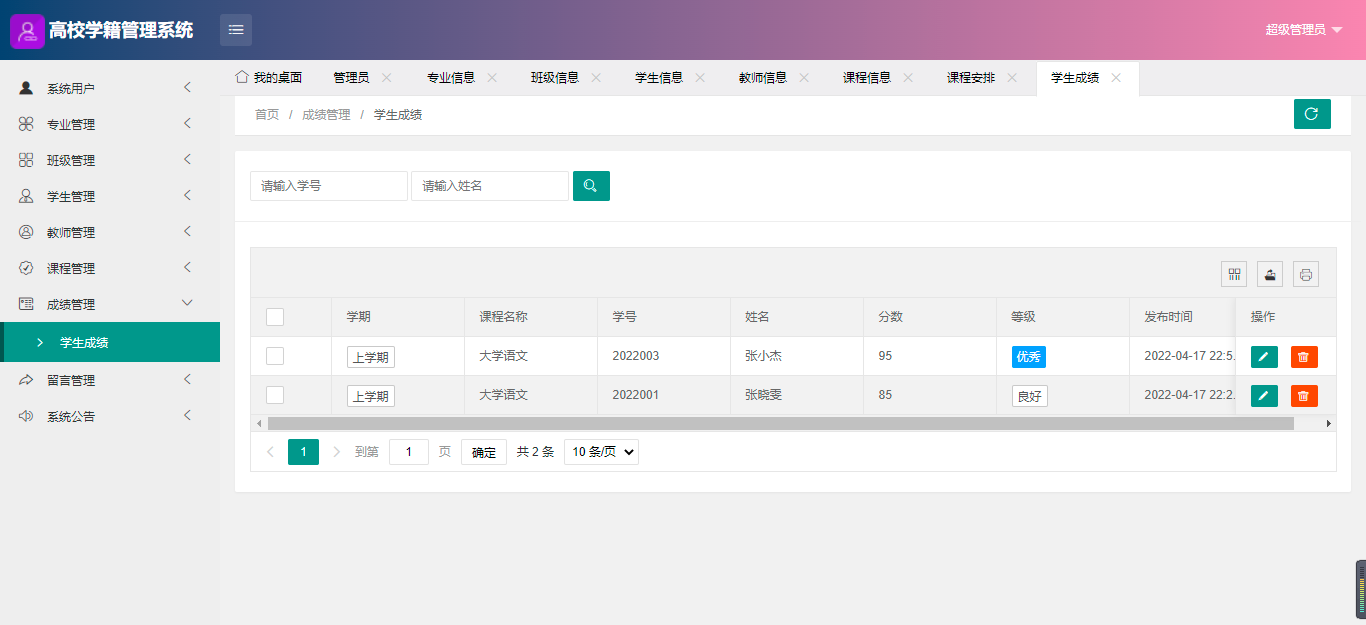 高校学籍管理系统
超级管理员
系统用户
专业管理
班级管理
学生管理
教师管理
课程管理
成绩管理
学生成绩
留言管理
系统公告
我的桌面 管理员 专业信息 班级信息 学生信息 教师信息 课程信息 课程安排 学生成绩
首页 / 成绩管理 / 学生成绩
请输入学号 请输入姓名
学期 课程名称 学号 姓名 分数 等级 发布时间 操作
上学期 大学语文 2022003 张小杰 95 优秀 2022-04-17 22:5.
上学期 大学语文 2022001 张晓雯 85 良好 2022-04-17 22:2.
1 到第 1 页 确定 共 2 条 10 条/页